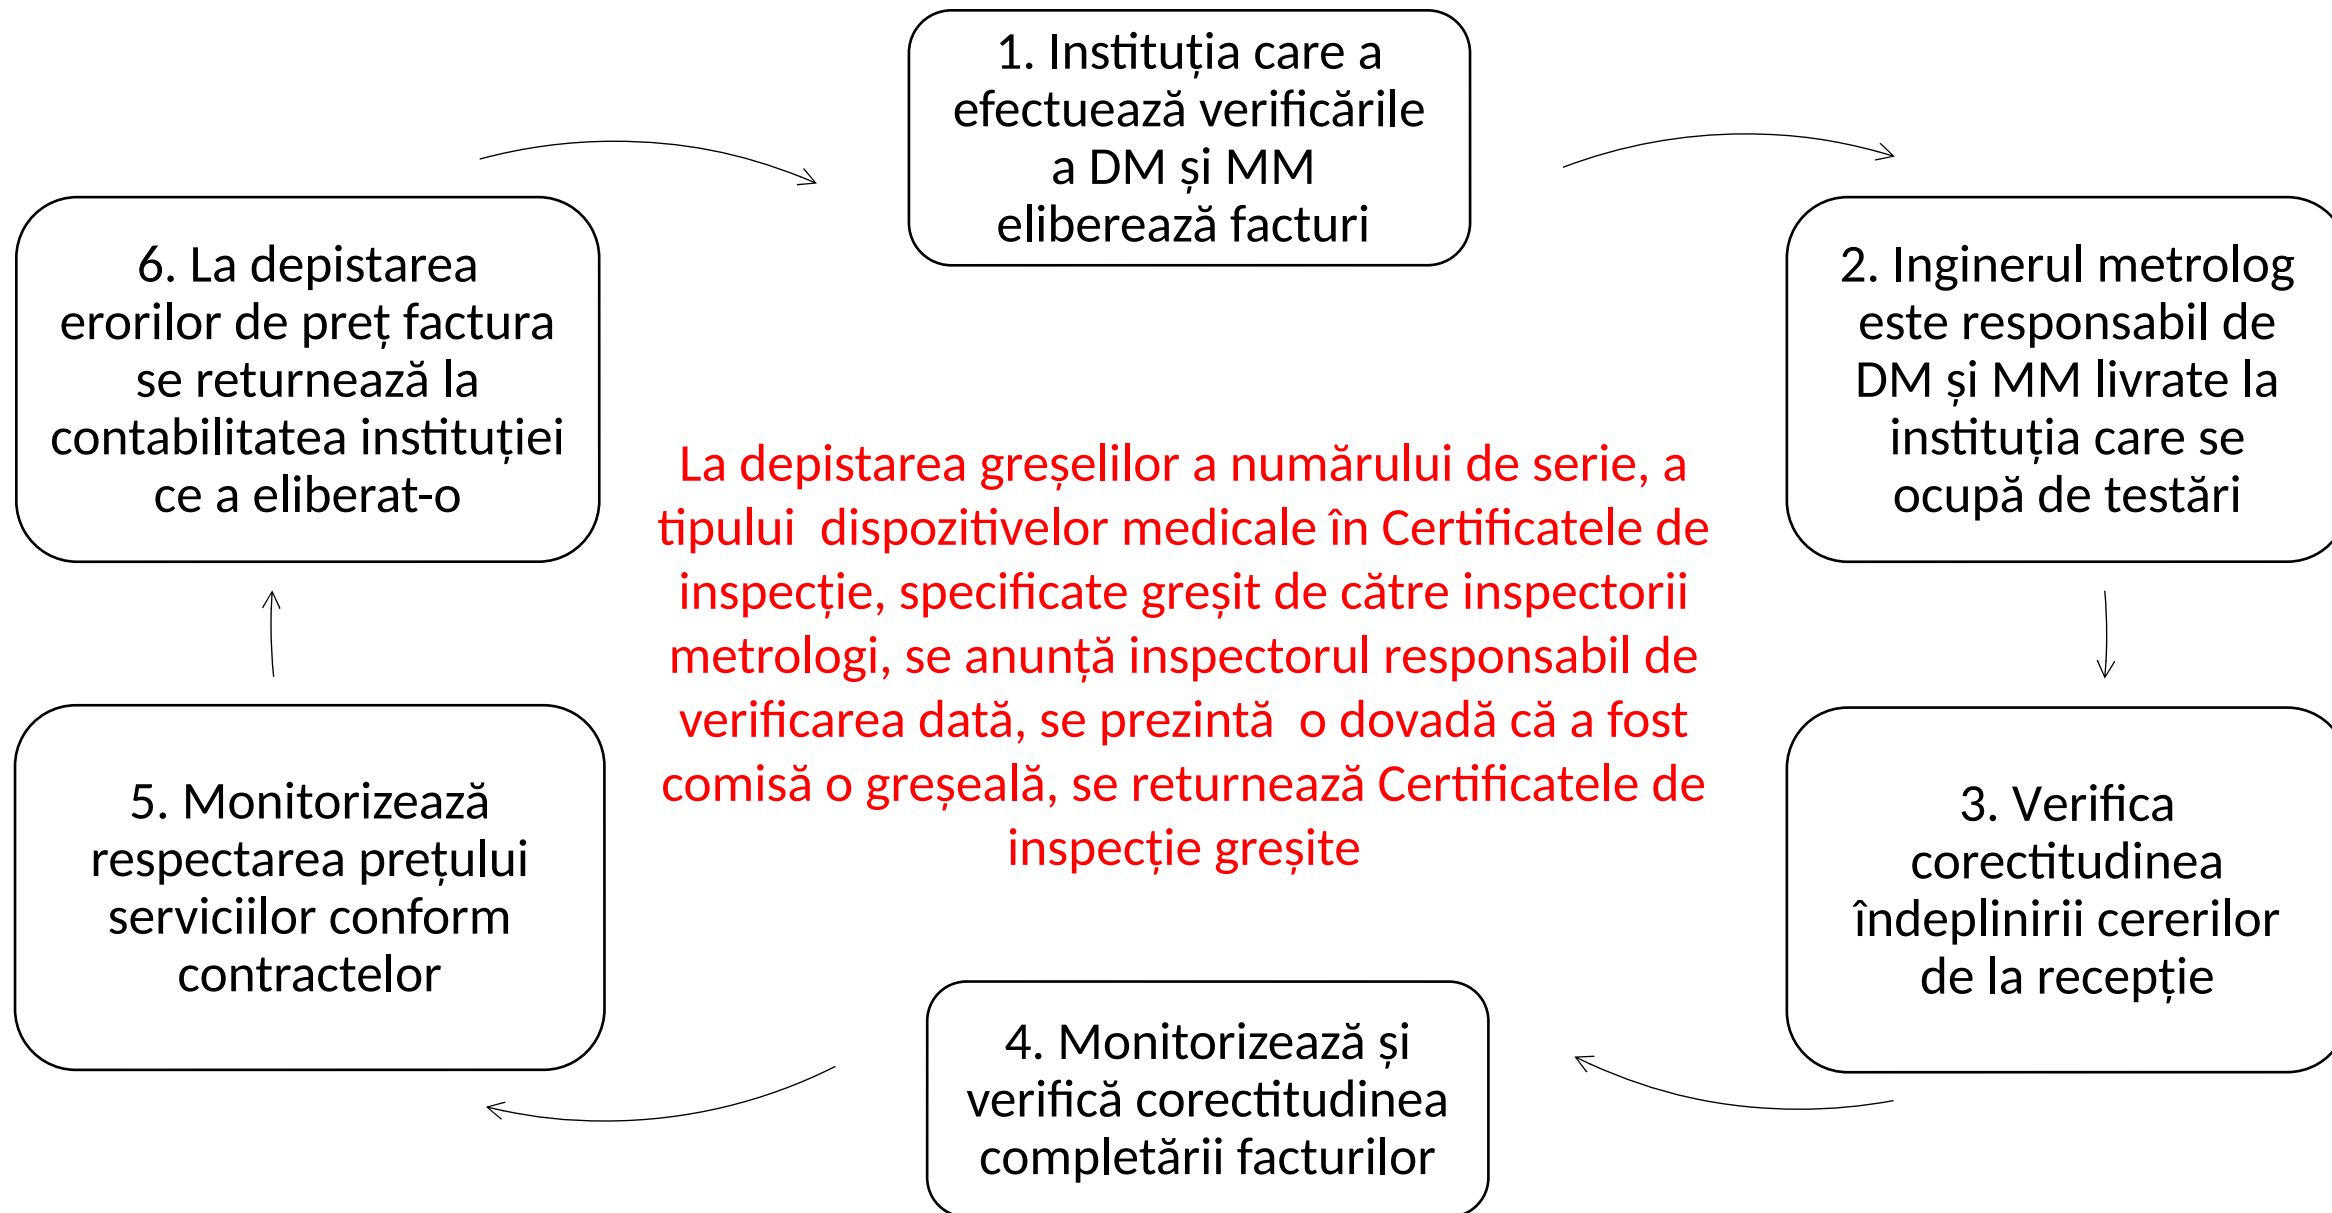 1. Instituția care a
efectuează verificările
a DM și MM
eliberează facturi
2. Inginerul metrolog
este responsabil de
DM și MM livrate la
instituția care se
ocupă de testări
3. Verifica
corectitudinea
îndeplinirii cererilor
de la recepție
4. Monitorizează și
verifică corectitudinea
completării facturilor
5. Monitorizează
respectarea prețului
serviciilor conform
contractelor
6. La depistarea
erorilor de preț factura
se returnează la
contabilitatea instituției
ce a eliberat-o
La depistarea greșelilor a numărului de serie, a
tipului  dispozitivelor medicale în Certificatele de
inspecție, specificate greșit de către inspectorii
metrologi, se anunță inspectorul responsabil de
verificarea dată, se prezintă  o dovadă că a fost
comisă o greșeală, se returnează Certificatele de
inspecție greșite